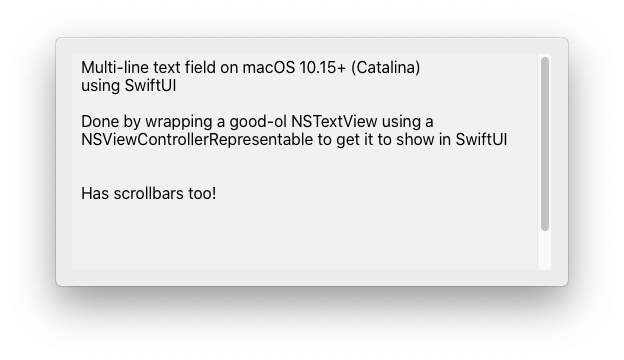 Multi-line text field on macOS 10.15+ (Catalina)
using SwiftUI
Done by wrapping a good-ol NSTextView using a
NSViewControllerRepresentable to get it to show in SwiftUI
Has scrollbars too!